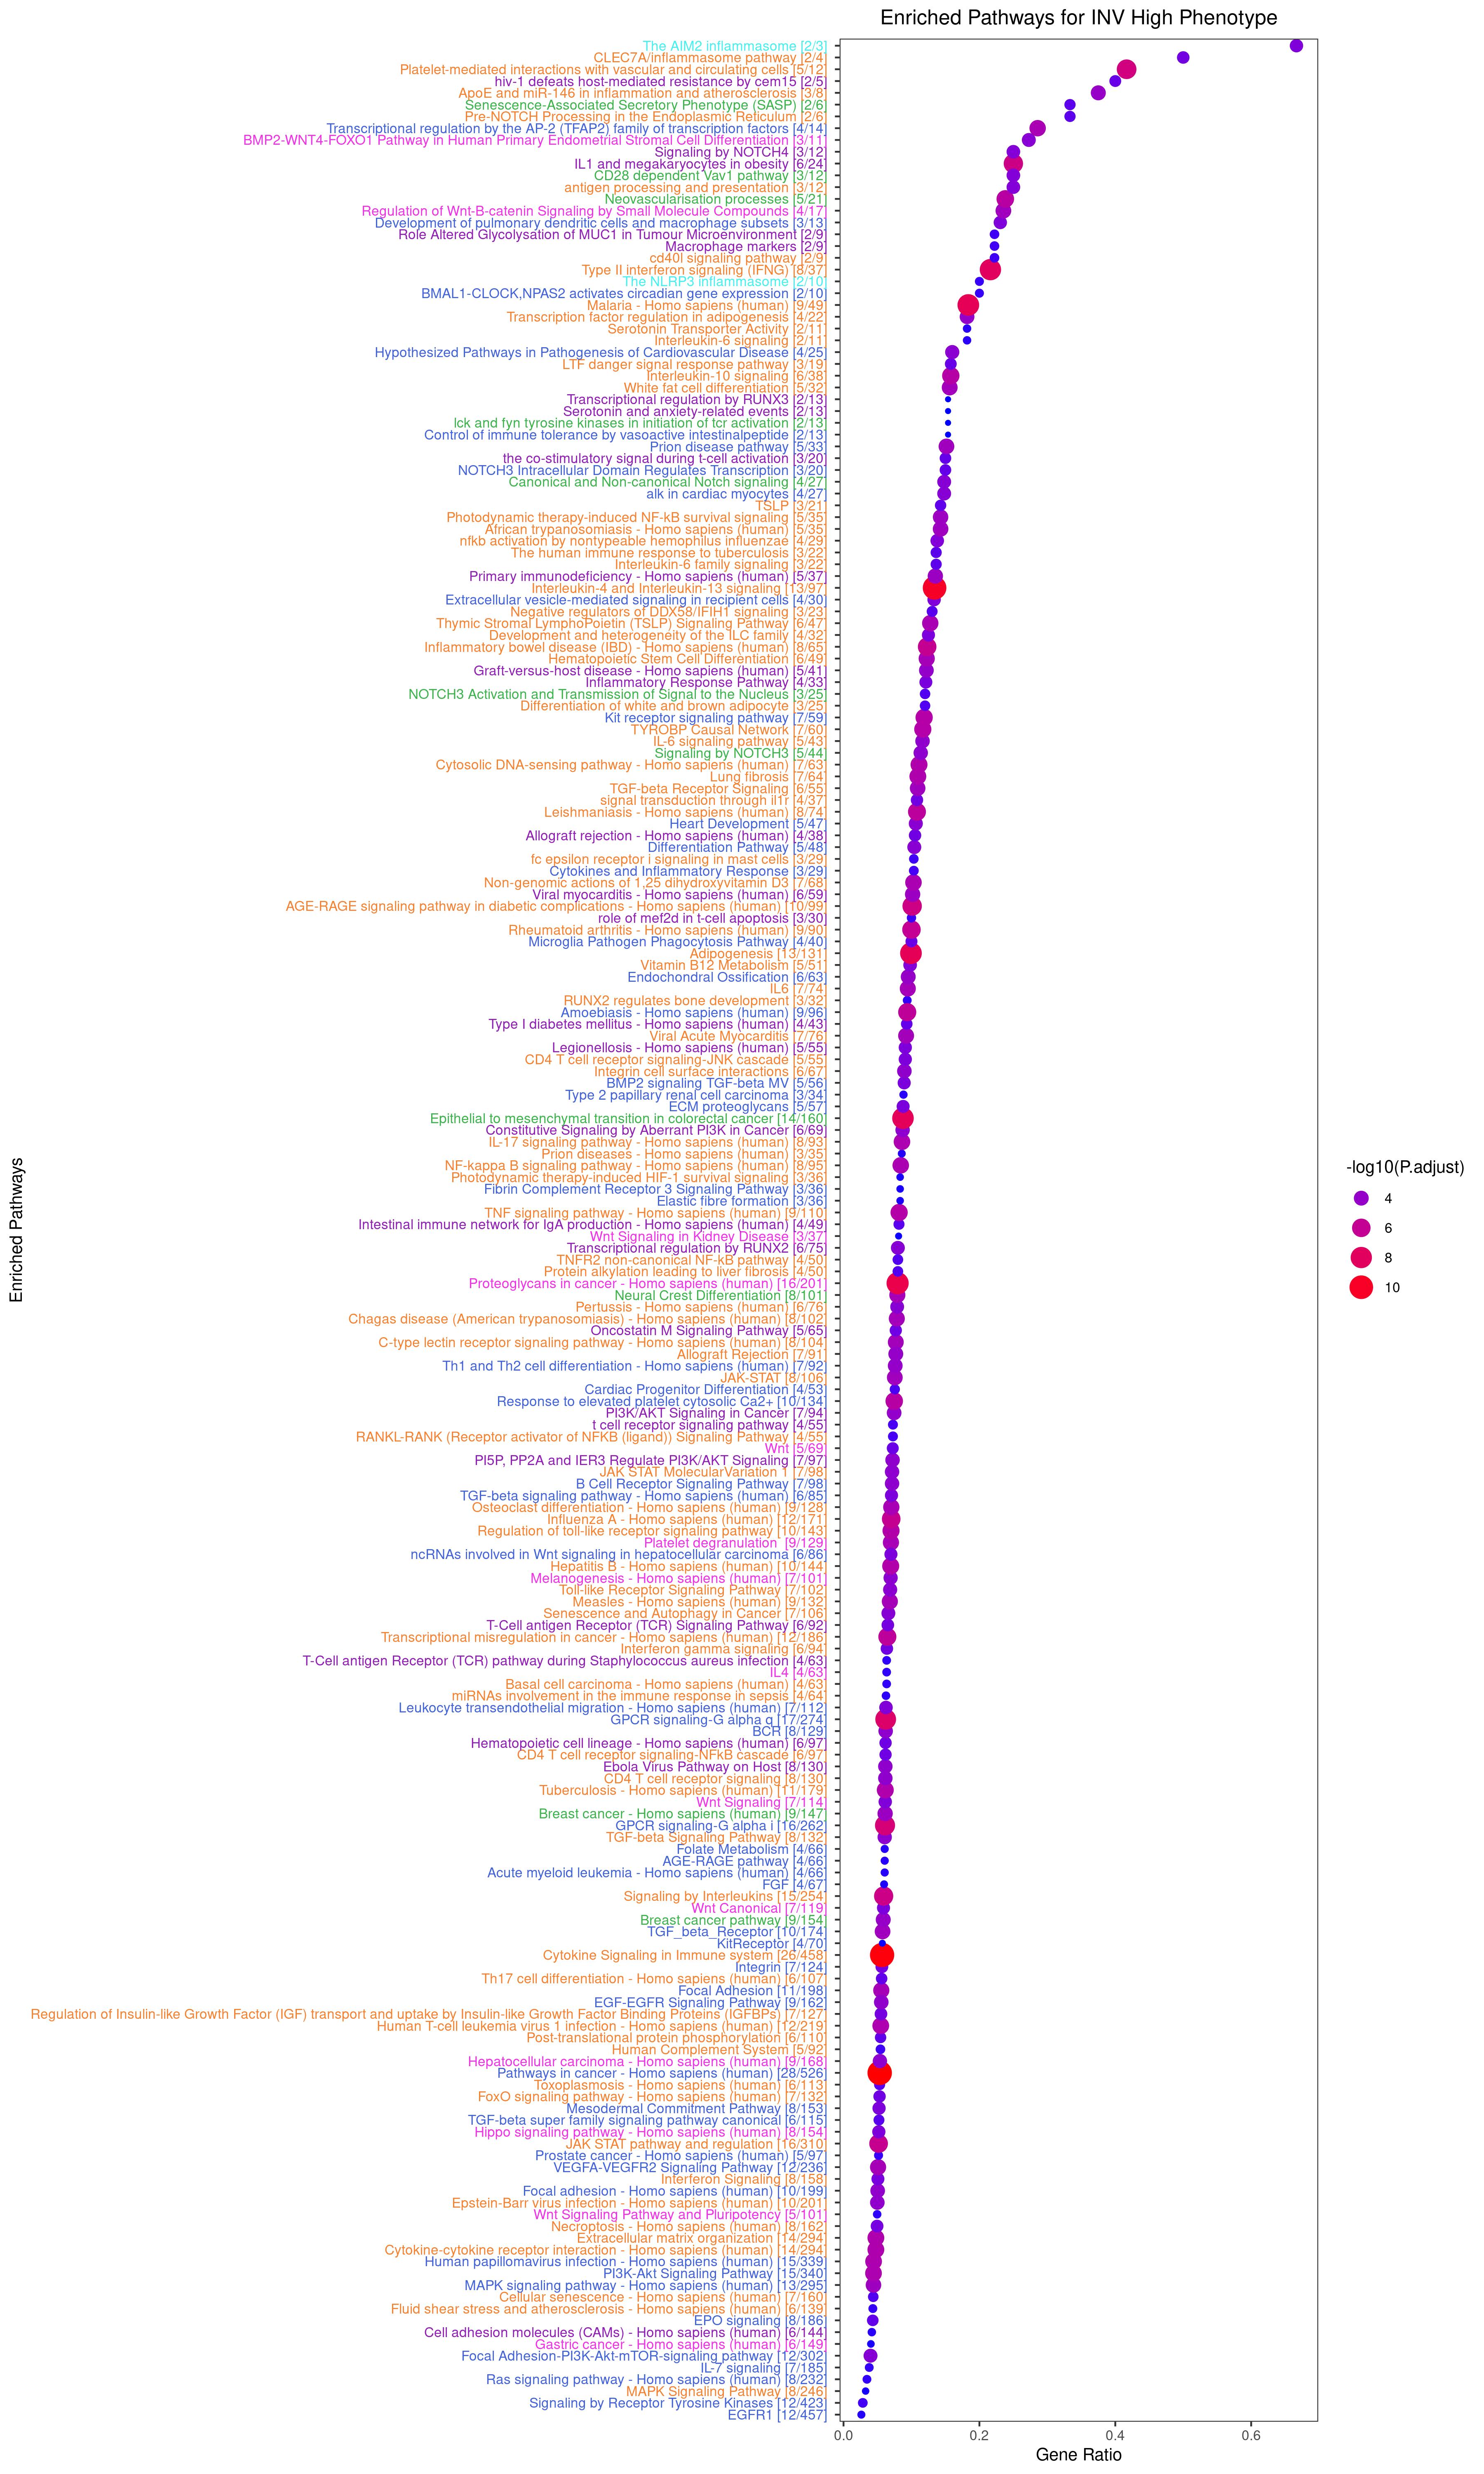 Enriched Pathways for INV High Phenotype
The AIM2 inflammasome [2/3]
CLEC7A/inflammasome pathway [2/4]
Platelet-mediated interactions with vascular and circulating cells [5/12]
hiv-1 defeats host-mediated resistance by cem15 [2/5]
ApoE and miR-146 in inflammation and atherosclerosis [3/8]
Senescence-Associated Secretory Phenotype (SASP) [2/6]
Pre-NOTCH Processing in the Endoplasmic Reticulum [2/6]
Transcriptional regulation by the AP-2 (TFAP2) family of transcription factors [4/14]
BMP2-WNT4-FOXO1 Pathway in Human Primary Endometrial Stromal Cell Differentiation [3/11]
Signaling by NOTCH4 [3/12]
IL1 and megakaryocytes in obesity [6/24]
CD28 dependent Vav1 pathway [3/12]
antigen processing and presentation [3/12]
Neovascularisation processes [5/21]
Regulation of Wnt-B-catenin Signaling by Small Molecule Compounds [4/17]
Development of pulmonary dendritic cells and macrophage subsets [3/13]
Role Altered Glycolysation of MUC1 in Tumour Microenvironment [2/9]
Macrophage markers [2/9]
cd40l signaling pathway [2/9]
Type II interferon signaling (IFNG) [8/37]
The NLRP3 inflammasome [2/10]
BMAL1-CLOCK,NPAS2 activates circadian gene expression [2/10]
Malaria - Homo sapiens (human) [9/49]
Transcription factor regulation in adipogenesis [4/22]
Serotonin Transporter Activity [2/11]
Interleukin-6 signaling [2/11]
Hypothesized Pathways in Pathogenesis of Cardiovascular Disease [4/25]
LTF danger signal response pathway [3/19]
Interleukin-10 signaling [6/38]
White fat cell differentiation [5/32]
Transcriptional regulation by RUNX3 [2/13]
Serotonin and anxiety-related events [2/13]
lck and fyn tyrosine kinases in initiation of tcr activation [2/13]
Control of immune tolerance by vasoactive intestinalpeptide [2/13]
Prion disease pathway [5/33]
the co-stimulatory signal during t-cell activation [3/20]
NOTCH3 Intracellular Domain Regulates Transcription [3/20]
Canonical and Non-canonical Notch signaling [4/27]
alk in cardiac myocytes [4/27]
TSLP [3/21]
Photodynamic therapy-induced NF-kB survival signaling [5/35]
African trypanosomiasis - Homo sapiens (human) [5/35]
nfkb activation by nontypeable hemophilus influenzae [4/29]
The human immune response to tuberculosis [3/22]
Interleukin-6 family signaling [3/22]
Primary immunodeficiency - Homo sapiens (human) [5/37]
Interleukin-4 and Interleukin-13 signaling [13/97]
Extracellular vesicle-mediated signaling in recipient cells [4/30]
Negative regulators of DDX58/IFIH1 signaling [3/23]
Thymic Stromal LymphoPoietin (TSLP) Signaling Pathway [6/47]
Development and heterogeneity of the ILC family [4/32]
Inflammatory bowel disease (IBD) - Homo sapiens (human) [8/65]
Hematopoietic Stem Cell Differentiation [6/49]
Graft-versus-host disease - Homo sapiens (human) [5/41]
Inflammatory Response Pathway [4/33]
NOTCH3 Activation and Transmission of Signal to the Nucleus [3/25]
Differentiation of white and brown adipocyte [3/25]
Kit receptor signaling pathway [7/59]
TYROBP Causal Network [7/60]
IL-6 signaling pathway [5/43]
Signaling by NOTCH3 [5/44]
Cytosolic DNA-sensing pathway - Homo sapiens (human) [7/63]
Lung fibrosis [7/64]
TGF-beta Receptor Signaling [6/55]
signal transduction through il1r [4/37]
Leishmaniasis - Homo sapiens (human) [8/74]
Heart Development [5/47]
Allograft rejection - Homo sapiens (human) [4/38]
Differentiation Pathway [5/48]
fc epsilon receptor i signaling in mast cells [3/29]
Cytokines and Inflammatory Response [3/29]
Non-genomic actions of 1,25 dihydroxyvitamin D3 [7/68]
Viral myocarditis - Homo sapiens (human) [6/59]
AGE-RAGE signaling pathway in diabetic complications - Homo sapiens (human) [10/99]
role of mef2d in t-cell apoptosis [3/30]
Rheumatoid arthritis - Homo sapiens (human) [9/90]
Microglia Pathogen Phagocytosis Pathway [4/40]
Adipogenesis [13/131]
Vitamin B12 Metabolism [5/51]
Endochondral Ossification [6/63]
IL6 [7/74]
RUNX2 regulates bone development [3/32]
Amoebiasis - Homo sapiens (human) [9/96]
Type I diabetes mellitus - Homo sapiens (human) [4/43]
Viral Acute Myocarditis [7/76]
Legionellosis - Homo sapiens (human) [5/55]
CD4 T cell receptor signaling-JNK cascade [5/55]
Integrin cell surface interactions [6/67]
BMP2 signaling TGF-beta MV [5/56]
Type 2 papillary renal cell carcinoma [3/34]
ECM proteoglycans [5/57]
Epithelial to mesenchymal transition in colorectal cancer [14/160]
Constitutive Signaling by Aberrant PI3K in Cancer [6/69]
IL-17 signaling pathway - Homo sapiens (human) [8/93]
Prion diseases - Homo sapiens (human) [3/35]
NF-kappa B signaling pathway - Homo sapiens (human) [8/95]
Photodynamic therapy-induced HIF-1 survival signaling [3/36]
Fibrin Complement Receptor 3 Signaling Pathway [3/36]
Elastic fibre formation [3/36]
TNF signaling pathway - Homo sapiens (human) [9/110]
Intestinal immune network for IgA production - Homo sapiens (human) [4/49]
Wnt Signaling in Kidney Disease [3/37]
Transcriptional regulation by RUNX2 [6/75]
TNFR2 non-canonical NF-kB pathway [4/50]
Protein alkylation leading to liver fibrosis [4/50]
Proteoglycans in cancer - Homo sapiens (human) [16/201]
Neural Crest Differentiation [8/101]
Pertussis - Homo sapiens (human) [6/76]
Chagas disease (American trypanosomiasis) - Homo sapiens (human) [8/102]
Oncostatin M Signaling Pathway [5/65]
C-type lectin receptor signaling pathway - Homo sapiens (human) [8/104]
Allograft Rejection [7/91]
Th1 and Th2 cell differentiation - Homo sapiens (human) [7/92]
JAK-STAT [8/106]
Cardiac Progenitor Differentiation [4/53]
Response to elevated platelet cytosolic Ca2+ [10/134]
PI3K/AKT Signaling in Cancer [7/94]
t cell receptor signaling pathway [4/55]
RANKL-RANK (Receptor activator of NFKB (ligand)) Signaling Pathway [4/55]
Wnt [5/69]
PI5P, PP2A and IER3 Regulate PI3K/AKT Signaling [7/97]
JAK STAT MolecularVariation 1 [7/98]
B Cell Receptor Signaling Pathway [7/98]
TGF-beta signaling pathway - Homo sapiens (human) [6/85]
Osteoclast differentiation - Homo sapiens (human) [9/128]
Influenza A - Homo sapiens (human) [12/171]
Regulation of toll-like receptor signaling pathway [10/143]
Platelet degranulation  [9/129]
ncRNAs involved in Wnt signaling in hepatocellular carcinoma [6/86]
Hepatitis B - Homo sapiens (human) [10/144]
Melanogenesis - Homo sapiens (human) [7/101]
Toll-like Receptor Signaling Pathway [7/102]
Measles - Homo sapiens (human) [9/132]
Senescence and Autophagy in Cancer [7/106]
T-Cell antigen Receptor (TCR) Signaling Pathway [6/92]
Transcriptional misregulation in cancer - Homo sapiens (human) [12/186]
Interferon gamma signaling [6/94]
T-Cell antigen Receptor (TCR) pathway during Staphylococcus aureus infection [4/63]
IL4 [4/63]
Basal cell carcinoma - Homo sapiens (human) [4/63]
miRNAs involvement in the immune response in sepsis [4/64]
Leukocyte transendothelial migration - Homo sapiens (human) [7/112]
GPCR signaling-G alpha q [17/274]
BCR [8/129]
Hematopoietic cell lineage - Homo sapiens (human) [6/97]
CD4 T cell receptor signaling-NFkB cascade [6/97]
Ebola Virus Pathway on Host [8/130]
CD4 T cell receptor signaling [8/130]
Tuberculosis - Homo sapiens (human) [11/179]
Wnt Signaling [7/114]
Breast cancer - Homo sapiens (human) [9/147]
GPCR signaling-G alpha i [16/262]
TGF-beta Signaling Pathway [8/132]
Folate Metabolism [4/66]
AGE-RAGE pathway [4/66]
Acute myeloid leukemia - Homo sapiens (human) [4/66]
FGF [4/67]
Signaling by Interleukins [15/254]
Wnt Canonical [7/119]
Breast cancer pathway [9/154]
TGF_beta_Receptor [10/174]
KitReceptor [4/70]
Cytokine Signaling in Immune system [26/458]
Integrin [7/124]
Th17 cell differentiation - Homo sapiens (human) [6/107]
Focal Adhesion [11/198]
EGF-EGFR Signaling Pathway [9/162]
Regulation of Insulin-like Growth Factor (IGF) transport and uptake by Insulin-like Growth Factor Binding Proteins (IGFBPs) [7/127]
Human T-cell leukemia virus 1 infection - Homo sapiens (human) [12/219]
Post-translational protein phosphorylation [6/110]
Human Complement System [5/92]
Hepatocellular carcinoma - Homo sapiens (human) [9/168]
Pathways in cancer - Homo sapiens (human) [28/526]
Toxoplasmosis - Homo sapiens (human) [6/113]
FoxO signaling pathway - Homo sapiens (human) [7/132]
Mesodermal Commitment Pathway [8/153]
TGF-beta super family signaling pathway canonical [6/115]
Hippo signaling pathway - Homo sapiens (human) [8/154]
JAK STAT pathway and regulation [16/310]
Prostate cancer - Homo sapiens (human) [5/97]
VEGFA-VEGFR2 Signaling Pathway [12/236]
Interferon Signaling [8/158]
Focal adhesion - Homo sapiens (human) [10/199]
Epstein-Barr virus infection - Homo sapiens (human) [10/201]
Wnt Signaling Pathway and Pluripotency [5/101]
Necroptosis - Homo sapiens (human) [8/162]
Extracellular matrix organization [14/294]
Cytokine-cytokine receptor interaction - Homo sapiens (human) [14/294]
Human papillomavirus infection - Homo sapiens (human) [15/339]
PI3K-Akt Signaling Pathway [15/340]
MAPK signaling pathway - Homo sapiens (human) [13/295]
Cellular senescence - Homo sapiens (human) [7/160]
Fluid shear stress and atherosclerosis - Homo sapiens (human) [6/139]
EPO signaling [8/186]
Cell adhesion molecules (CAMs) - Homo sapiens (human) [6/144]
Gastric cancer - Homo sapiens (human) [6/149]
Focal Adhesion-PI3K-Akt-mTOR-signaling pathway [12/302]
IL-7 signaling [7/185]
Ras signaling pathway - Homo sapiens (human) [8/232]
MAPK Signaling Pathway [8/246]
Signaling by Receptor Tyrosine Kinases [12/423]
EGFR1 [12/457]
0.0 0.2 0.4 0.6
Gene Ratio
Enriched Pathways
-log10(P.adjust)
4
6
8
10